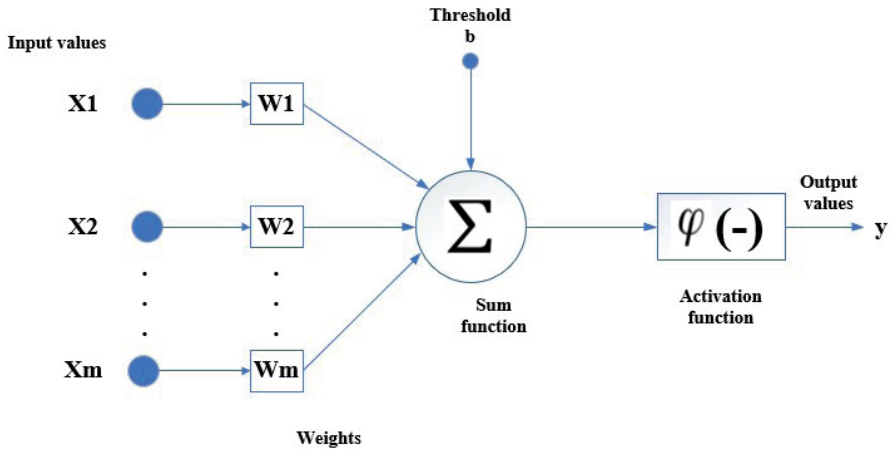 Threshold
b
Input values
X1
W1
X2
W2
Σ
φ (-)
Output
values
y
Sum
function
Activation
function
Xm
Wm
Weights